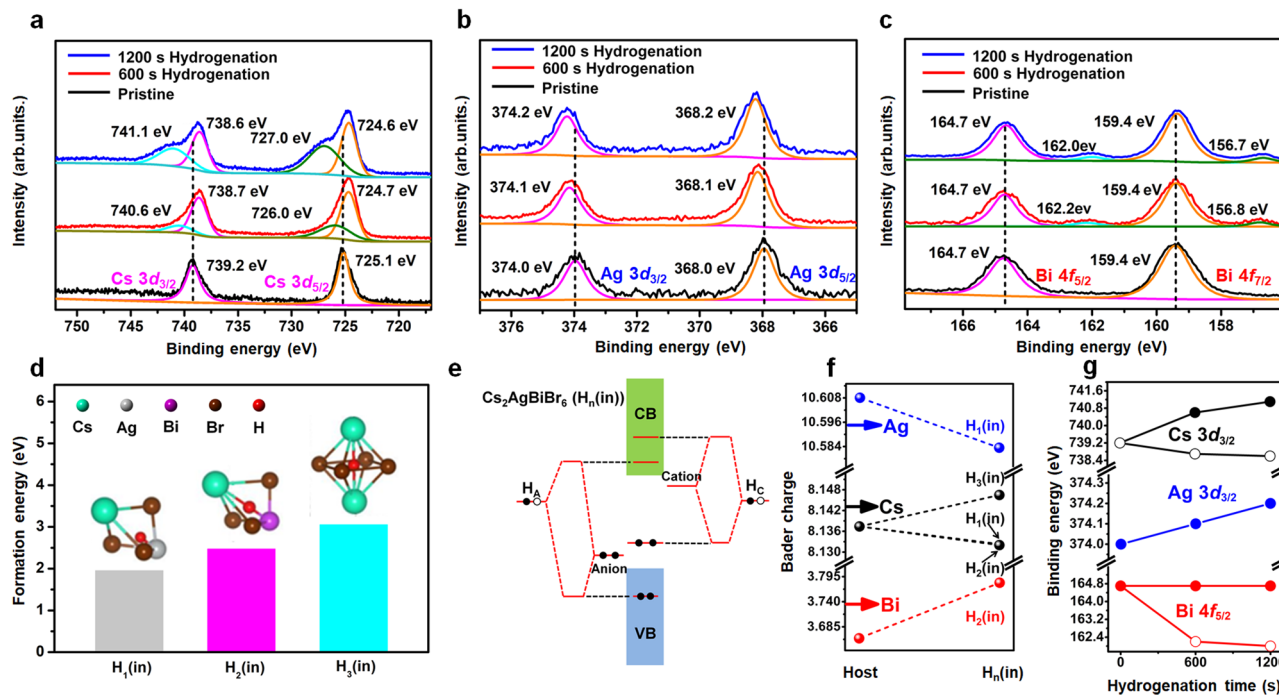 a
1200 s Hydrogenation
600 s Hydrogenation
Pristine
741.1 eV
738.6 eV
727.0 eV
724.6 eV
740.6 eV
738.7 eV
726.0 eV
724.7 eV
Cs 3d3/2
739.2 eV
Cs 3d5/2
725.1 eV
Intensity (arb.units.)
750 740 730 720
Binding energy (eV)
b
1200 s Hydrogenation
600 s Hydrogenation
Pristine
374.2 eV
368.2 eV
374.1 eV
368.1 eV
374.0 eV
Ag 3d3/2
368.0 eV
Ag 3d5/2
Intensity (arb.units.)
376 374 372 370 368 366
Binding energy (eV)
c
1200 s Hydrogenation
600 s Hydrogenation
Pristine
164.7 eV
162.0ev
159.4 eV
156.7 eV
164.7 eV
162.2ev
159.4 eV
156.8 eV
164.7 eV
Bi 4f5/2
159.4 eV
Bi 4f7/2
Intensity (arb.units.)
166 164 162 160 158
Binding energy (eV)
d
Formation energy (eV)
6
5
4
3
2
1
0
Cs Ag Bi Br H
H1(in) H2(in) H3(in)
e
Cs2AgBiBr6 (Hn(in))
CB
HA
Cation
HC
Anion
VB
f
Bader charge
10.608
10.596
10.584
8.148
8.142
8.136
8.130
3.795
3.740
3.685
Ag
H1(in)
H3(in)
Cs
H1(in)
H2(in)
Bi
H2(in)
Host Hn(in)
g
Binding energy (eV)
741.6
740.8
739.2
738.4
374.3
374.2
374.1
374.0
164.8
164.0
163.2
162.4
Cs 3d3/2
Ag 3d3/2
Bi 4f5/2
0 600 1200
Hydrogenation time (s)